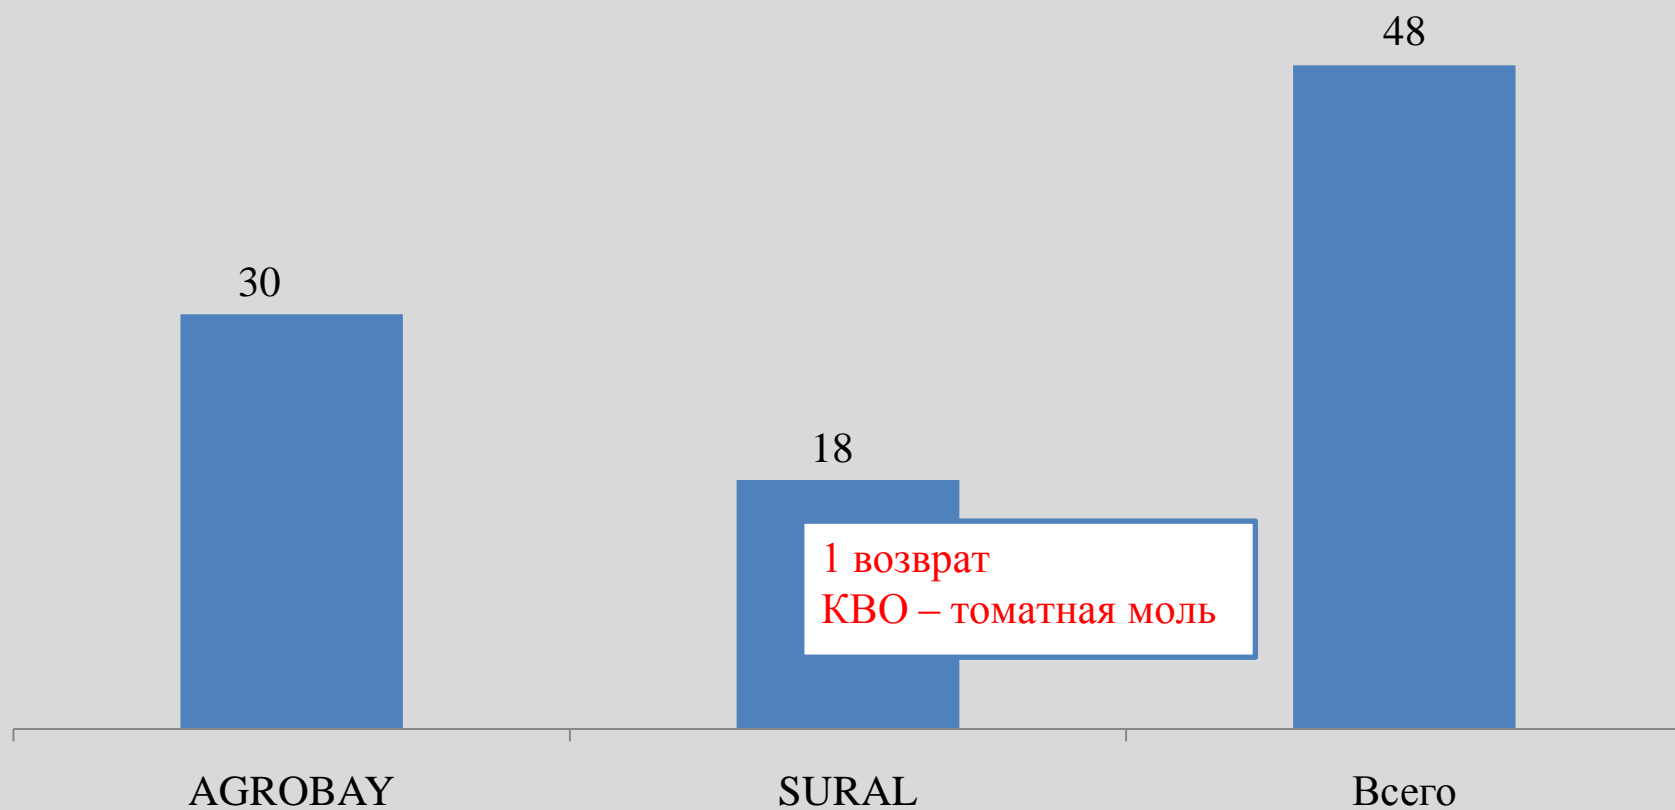 48
30
18
1 возврат
КВО – томатная моль
AGROBAY
SURAL
Всего